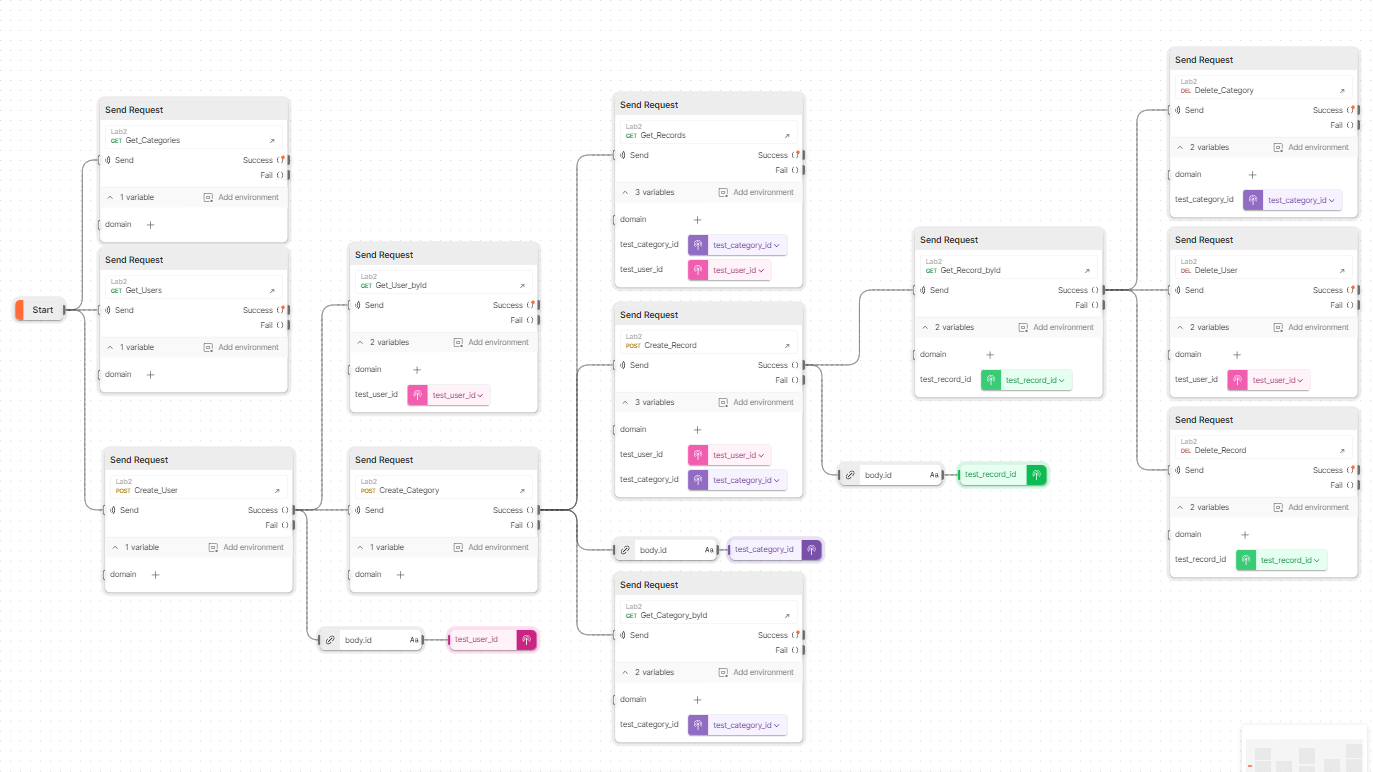 Start
Send Request
Lab2
GET Get_Categories
Send Success
Fail
1 variable Add environment
domain
Send Request
Lab2
GET Get_Users
Send Success
Fail
1 variable Add environment
domain
Send Request
Lab2
POST Create_User
Send Success
Fail
1 variable Add environment
domain
Send Request
Lab2
GET Get_User_byId
Send Success
Fail
2 variables Add environment
domain
test_user_id test_user_id
Send Request
Lab2
POST Create_Category
Send Success
Fail
1 variable Add environment
domain
body.id Aa test_user_id
Send Request
Lab2
GET Get_Records
Send Success
Fail
3 variables Add environment
domain
test_category_id test_category_id
test_user_id test_user_id
Send Request
Lab2
POST Create_Record
Send Success
Fail
3 variables Add environment
domain
test_user_id test_user_id
test_category_id test_category_id
body.id Aa test_category_id
Send Request
Lab2
GET Get_Category_byId
Send Success
Fail
2 variables Add environment
domain
test_category_id test_category_id
Send Request
Lab2
GET Get_Record_byId
Send Success
Fail
2 variables Add environment
domain
test_record_id test_record_id
body.id Aa test_record_id
Send Request
Lab2
DEL Delete_Category
Send Success
Fail
2 variables Add environment
domain
test_category_id test_category_id
Send Request
Lab2
DEL Delete_User
Send Success
Fail
2 variables Add environment
domain
test_user_id test_user_id
Send Request
Lab2
DEL Delete_Record
Send Success
Fail
2 variables Add environment
domain
test_record_id test_record_id